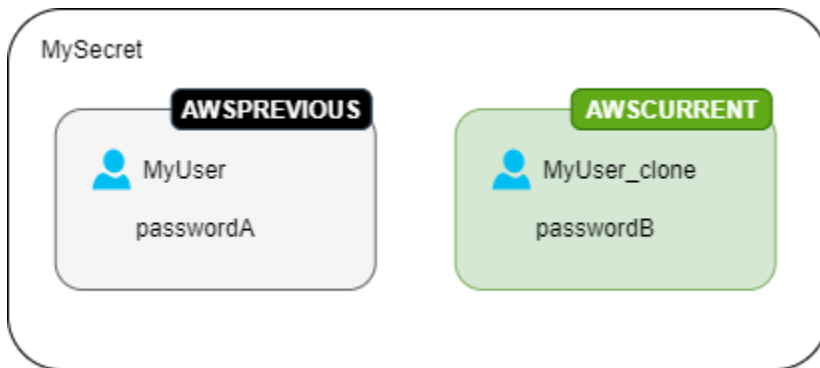 MySecret
AWSPREVIOUS
MyUser
passwordA
AWSCURRENT
MyUser_clone
passwordB